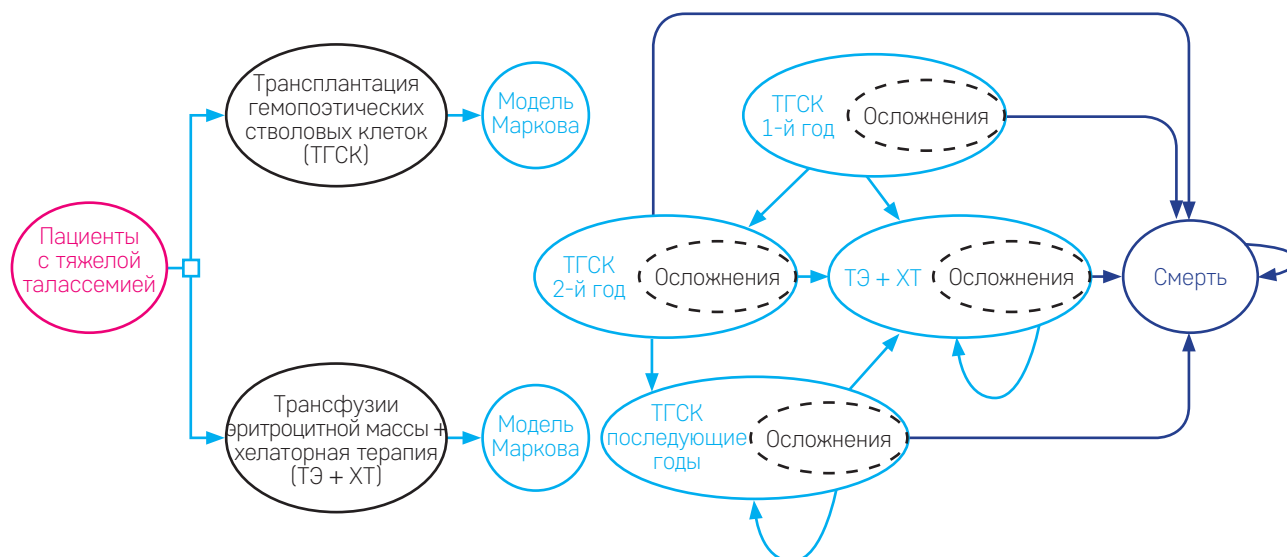 Пациенты
с тяжелой
талассемией
Трансплантация
гемопоэтических
стволовых клеток
(ТГСК)
Модель
Маркова
Трансфузии
эритроцитной массы +
хелаторная терапия
(ТЭ + ХТ)
Модель
Маркова
ТГСК
1-й год
Осложнения
ТГСК
2-й год
Осложнения
ТЭ + ХТ
Осложнения
Смерть
ТГСК
последующие
годы
Осложнения